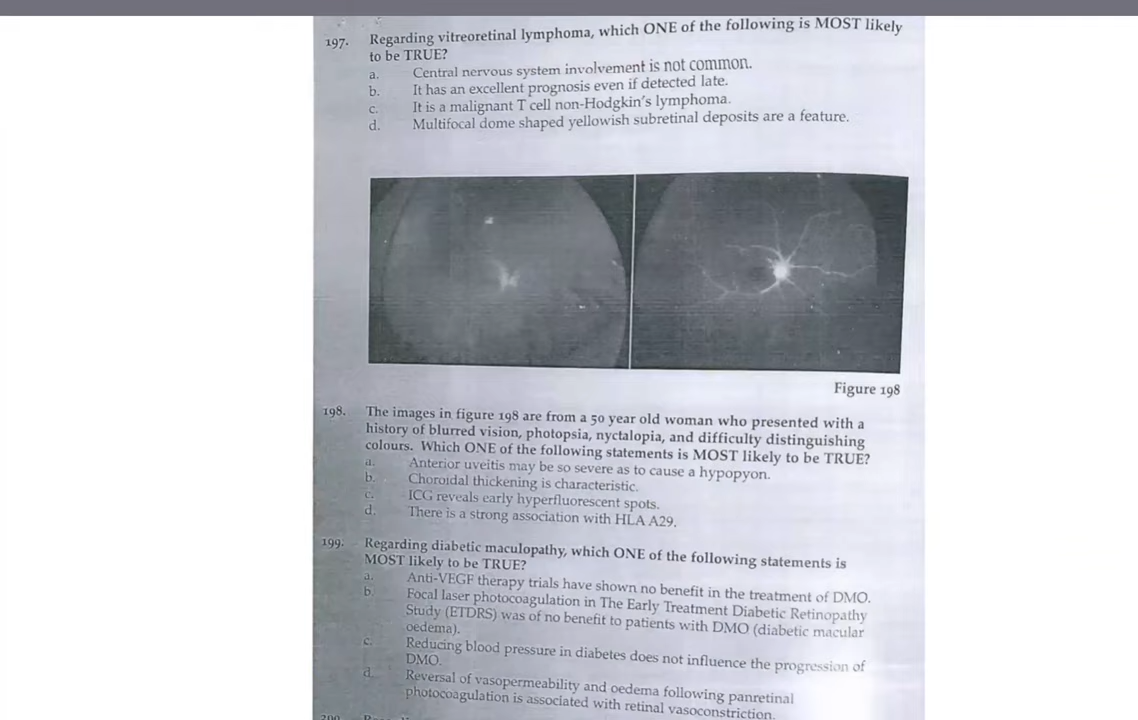 197. Regarding vitreoretinal lymphoma, which ONE of the following is MOST likely
to be TRUE?
a. Central nervous system involvement is not common.
b. It has an excellent prognosis even if detected late.
c. It is a malignant T cell non-Hodgkin's lymphoma.
d. Multifocal dome shaped yellowish subretinal deposits are a feature.
Figure 198
198. The images in figure 198 are from a 50 year old woman who presented with a
history of blurred vision, photopsia, nyctalopia, and difficulty distinguishing
colours. Which ONE of the following statements is MOST likely to be TRUE?
a. Anterior uveitis may be so severe as to cause a hypopyon.
b. Choroidal thickening is characteristic.
c. ICG reveals early hyperfluorescent spots.
d. There is a strong association with HLA A29.
199. Regarding diabetic maculopathy, which ONE of the following statements is
MOST likely to be TRUE?
a. Anti-VEGF therapy trials have shown no benefit in the treatment of DMO.
b. Focal laser photocoagulation in The Early Treatment Diabetic Retinopathy
Study (ETDRS) was of no benefit to patients with DMO (diabetic macular
oedema).
c. Reducing blood pressure in diabetes does not influence the progression of
DMO.
d. Reversal of vasopermeability and oedema following panretinal
photocoagulation is associated with retinal vasoconstriction.
200.